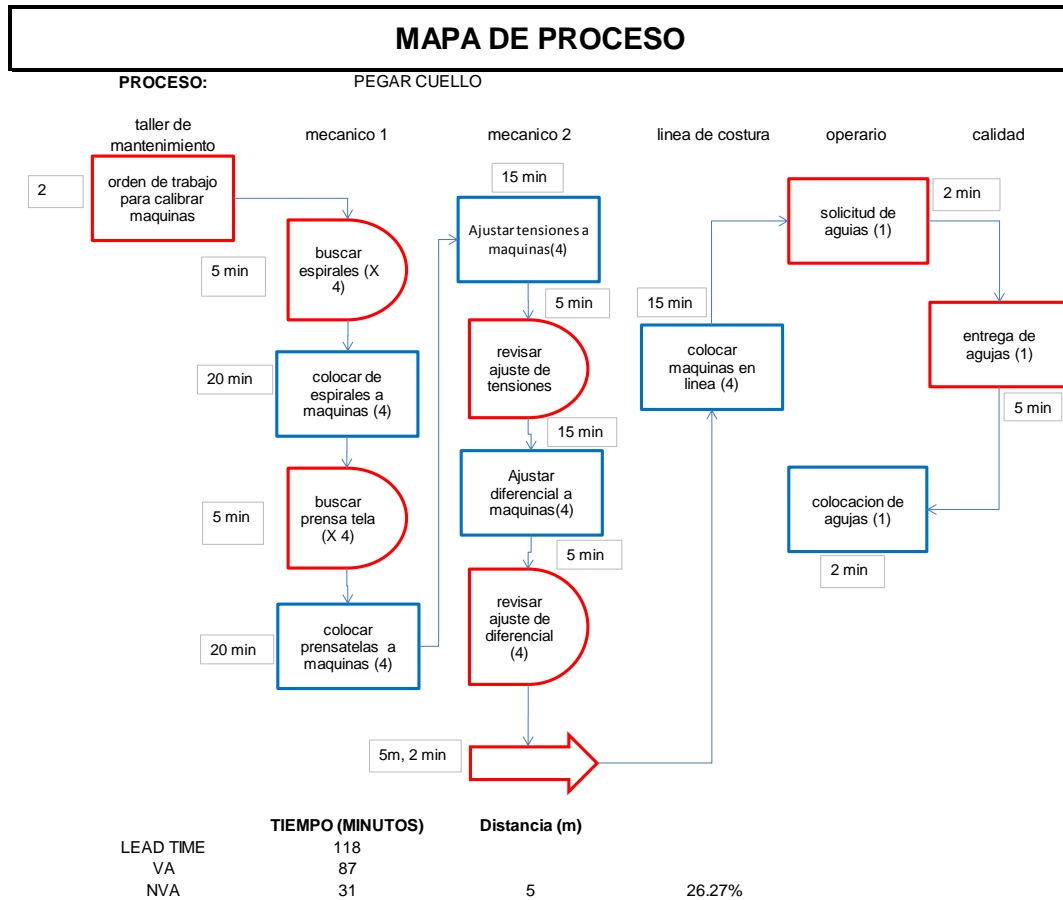 MAPA DE PROCESO
PROCESO: PEGAR CUELLO
taller de
mantenimiento
mecanico 1
mecanico 2
linea de costura
operario
calidad
2
orden de trabajo
para calibrar
maquinas
5 min
buscar
espirales (X
4)
20 min
colocar de
espirales a
maquinas (4)
5 min
buscar
prensa tela
(X 4)
20 min
colocar
prensatelas a
maquinas (4)
15 min
Ajustar tensiones a
maquinas(4)
5 min
revisar
ajuste de
tensiones
15 min
Ajustar
diferencial a
maquinas(4)
5 min
revisar
ajuste de
diferencial
(4)
5m, 2 min
15 min
colocar
maquinas en
linea (4)
solicitud de
aguias (1)
2 min
entrega de
agujas (1)
5 min
colocacion de
agujas (1)
2 min
TIEMPO (MINUTOS) Distancia (m)
LEAD TIME 118
VA 87
NVA 31 5 26.27%